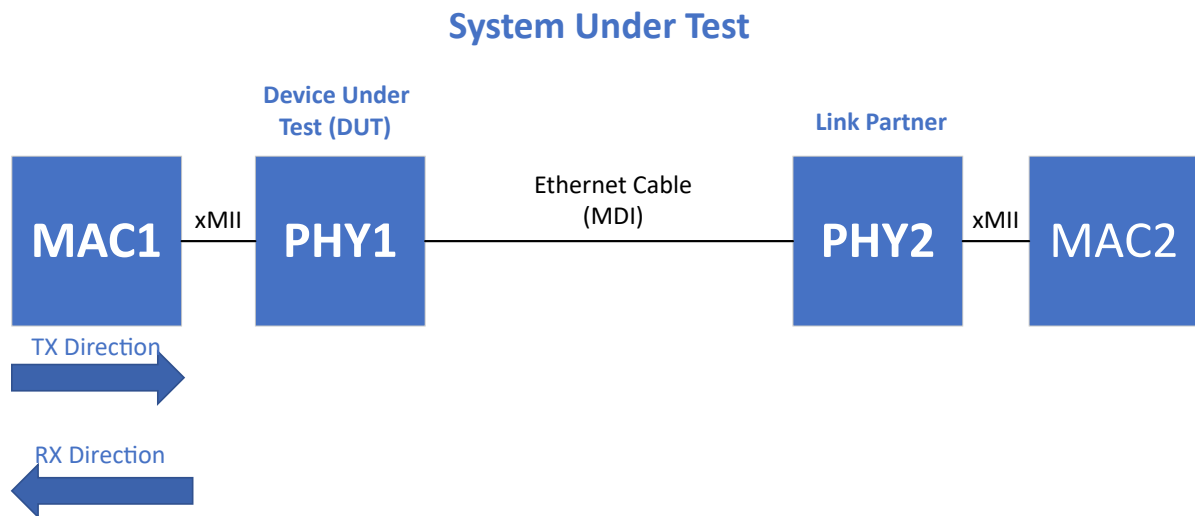 System Under Test
Device Under
Test (DUT)
Link Partner
Ethernet Cable
(MDI)
MAC1
xMII
PHY1
PHY2
xMII
MAC2
TX Direction
RX Direction